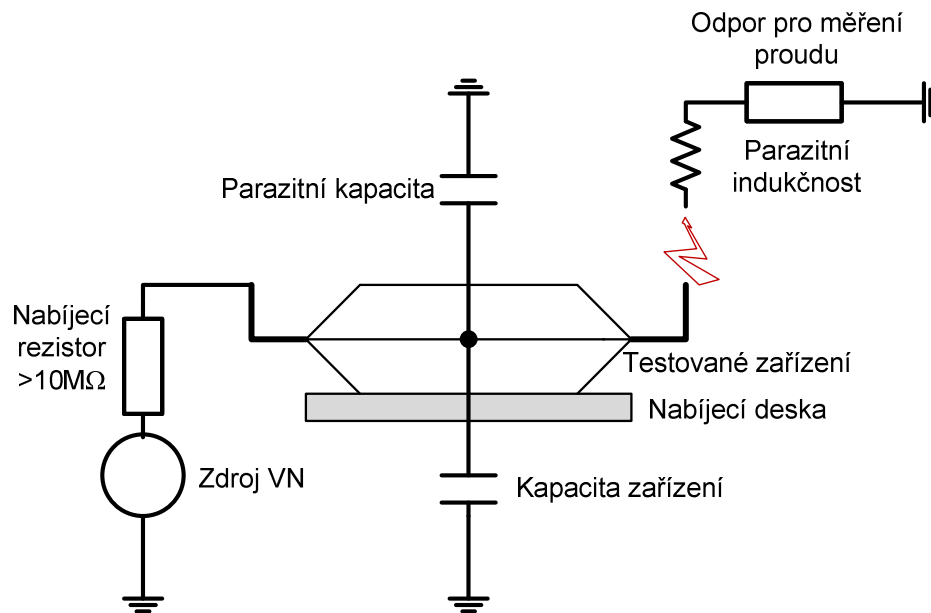 Odpor pro měření
proudu
Parazitní
indukčnost
Parazitní kapacita
Nabíjecí
rezistor
>10MΩ
Testované zařízení
Nabíjecí deska
Zdroj VN
Kapacita zařízení